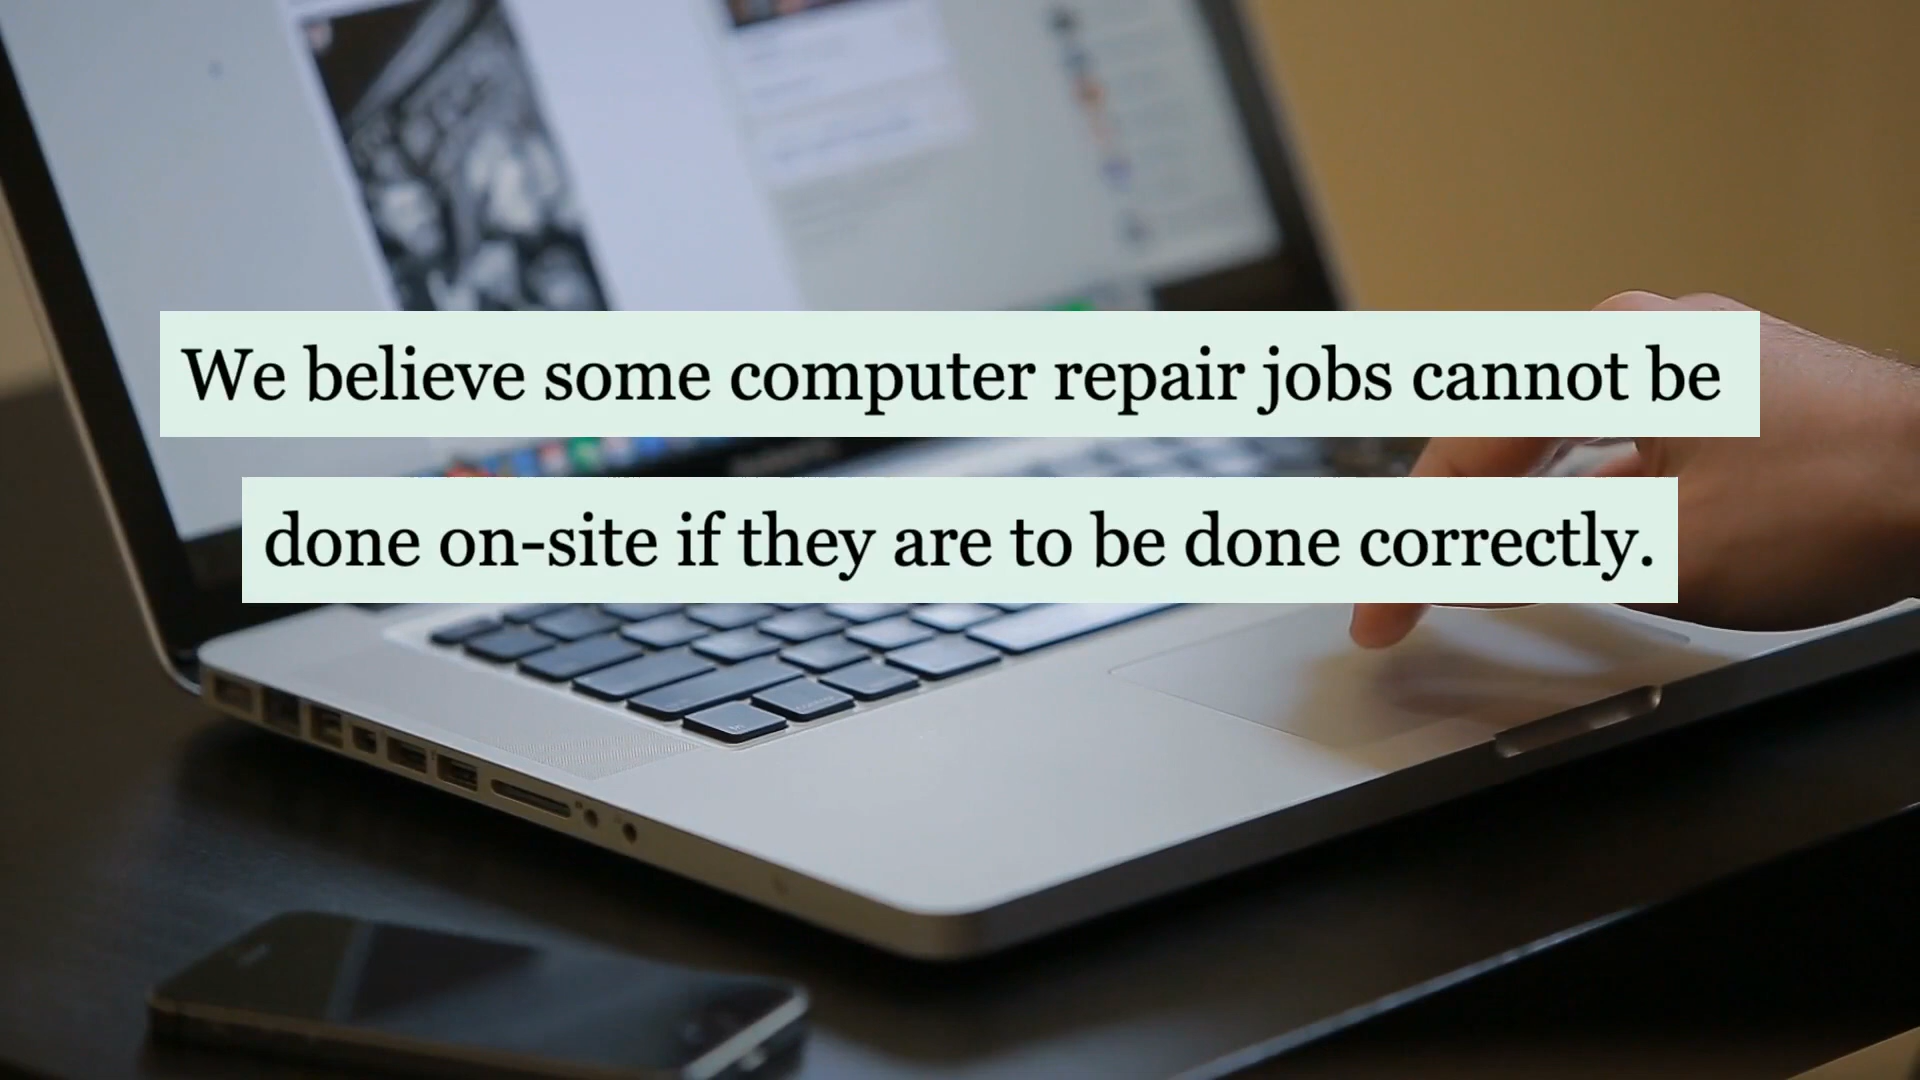 We believe some computer repair jobs cannot be
done on-site if they are to be done correctly.